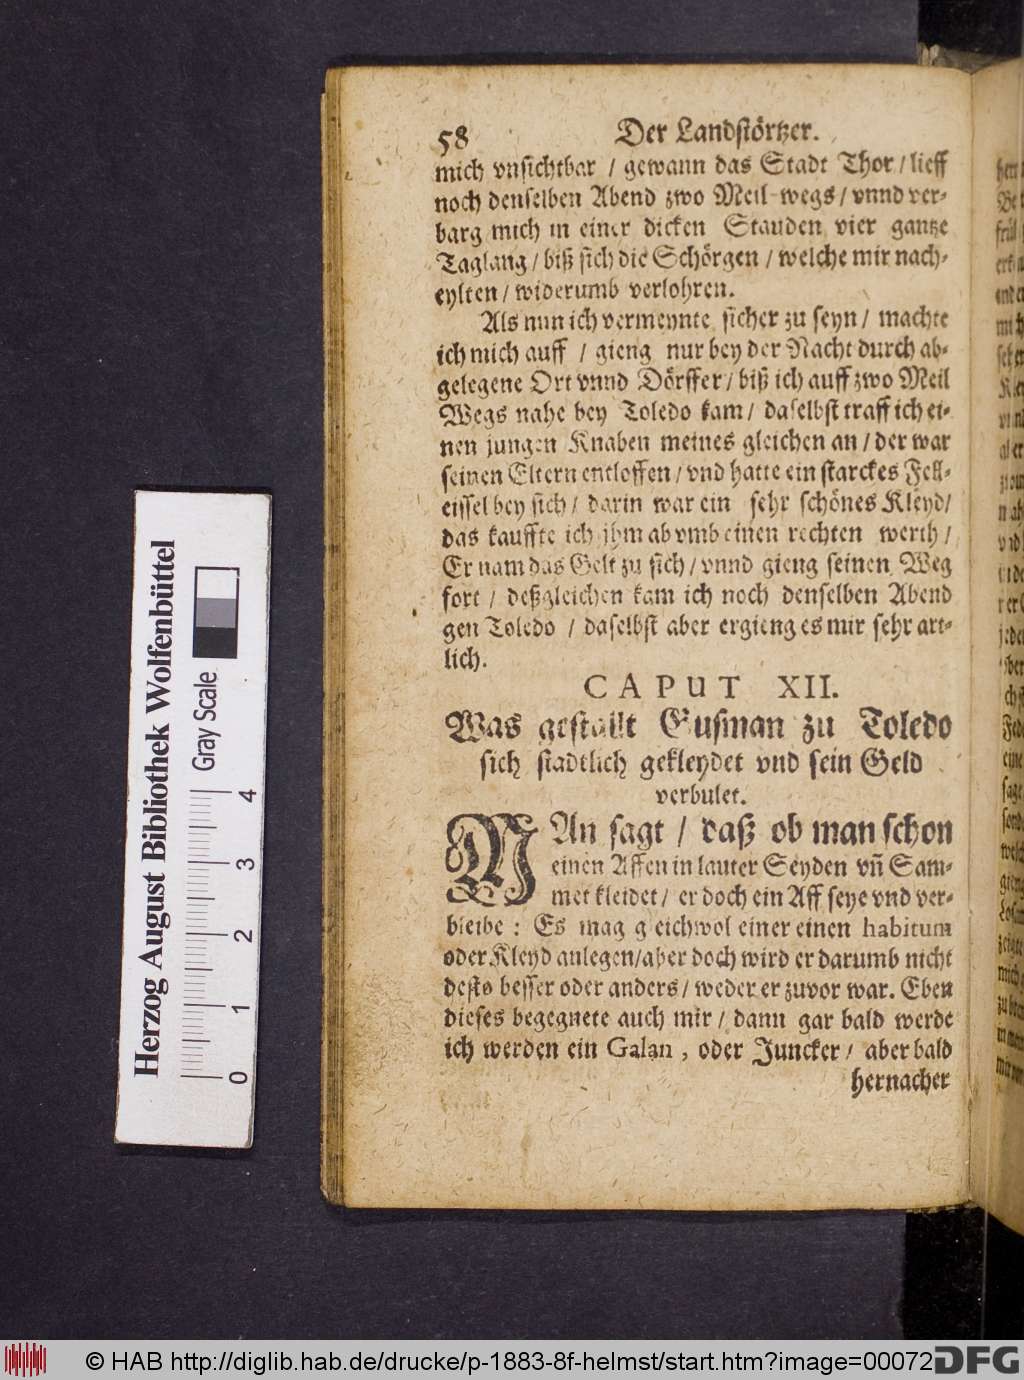 58 Der Landstörtzer.
mich vnsichtbar / gewann das Stadt Thor / lieff
noch denselben Abend zwo Meil wegs / vnnd ver-
barg mich in einer dicken Stauden vier gantze
Taglang / biß sich die Schörgen / welche mir nach-
eylten / widerumb verlohren.
Als nun ich vermeynte sicher zu seyn / machte
ich mich auff / gieng nur bey der Nacht durch ab-
gelegene Ort vnnd Dörffer / biß ich auff zwo Meil
Wegs nahe bey Toledo kam / daselbst traff ich ei-
nen jungen Knaben meines gleichen an / der war
seinen Eltern entloffen / vnd hatte ein starckes Fell-
eissel bey sich / darin war ein sehr schönes Kleyd /
das kauffte ich jhm ab vmb einen rechten werth /
Er nam das Gelt zu sich / vnnd gieng seinen Weg
fort / deßgleichen kam ich noch denselben Abend
gen Toledo / daselbst aber ergieng es mir sehr art-
lich.
CAPUT XII.
Was gestallt Gusman zu Toledo
sich stadtlich gekleydet vnd sein Geld
verbulet.
MAn sagt / daß ob man schon
einen Affen in lauter Seyden vñ Sam-
met kleidet / er doch ein Aff seye vnd ver-
bleibe : Es mag gleichwol einer einen habitum
oder Kleyd anlegen / aber doch wird er darumb nicht
desto besser oder anders / weder er zuvor war. Eben
dieses begegnete auch mir / dann gar bald werde
ich werden ein Galan , oder Juncker / aber bald
hernacher
Herzog August Bibliothek Wolfenbüttel
Gray Scale
0 1 2 3 4
© HAB http://diglib.hab.de/drucke/p-1883-8f-helmst/start.htm?image=00072
DFG